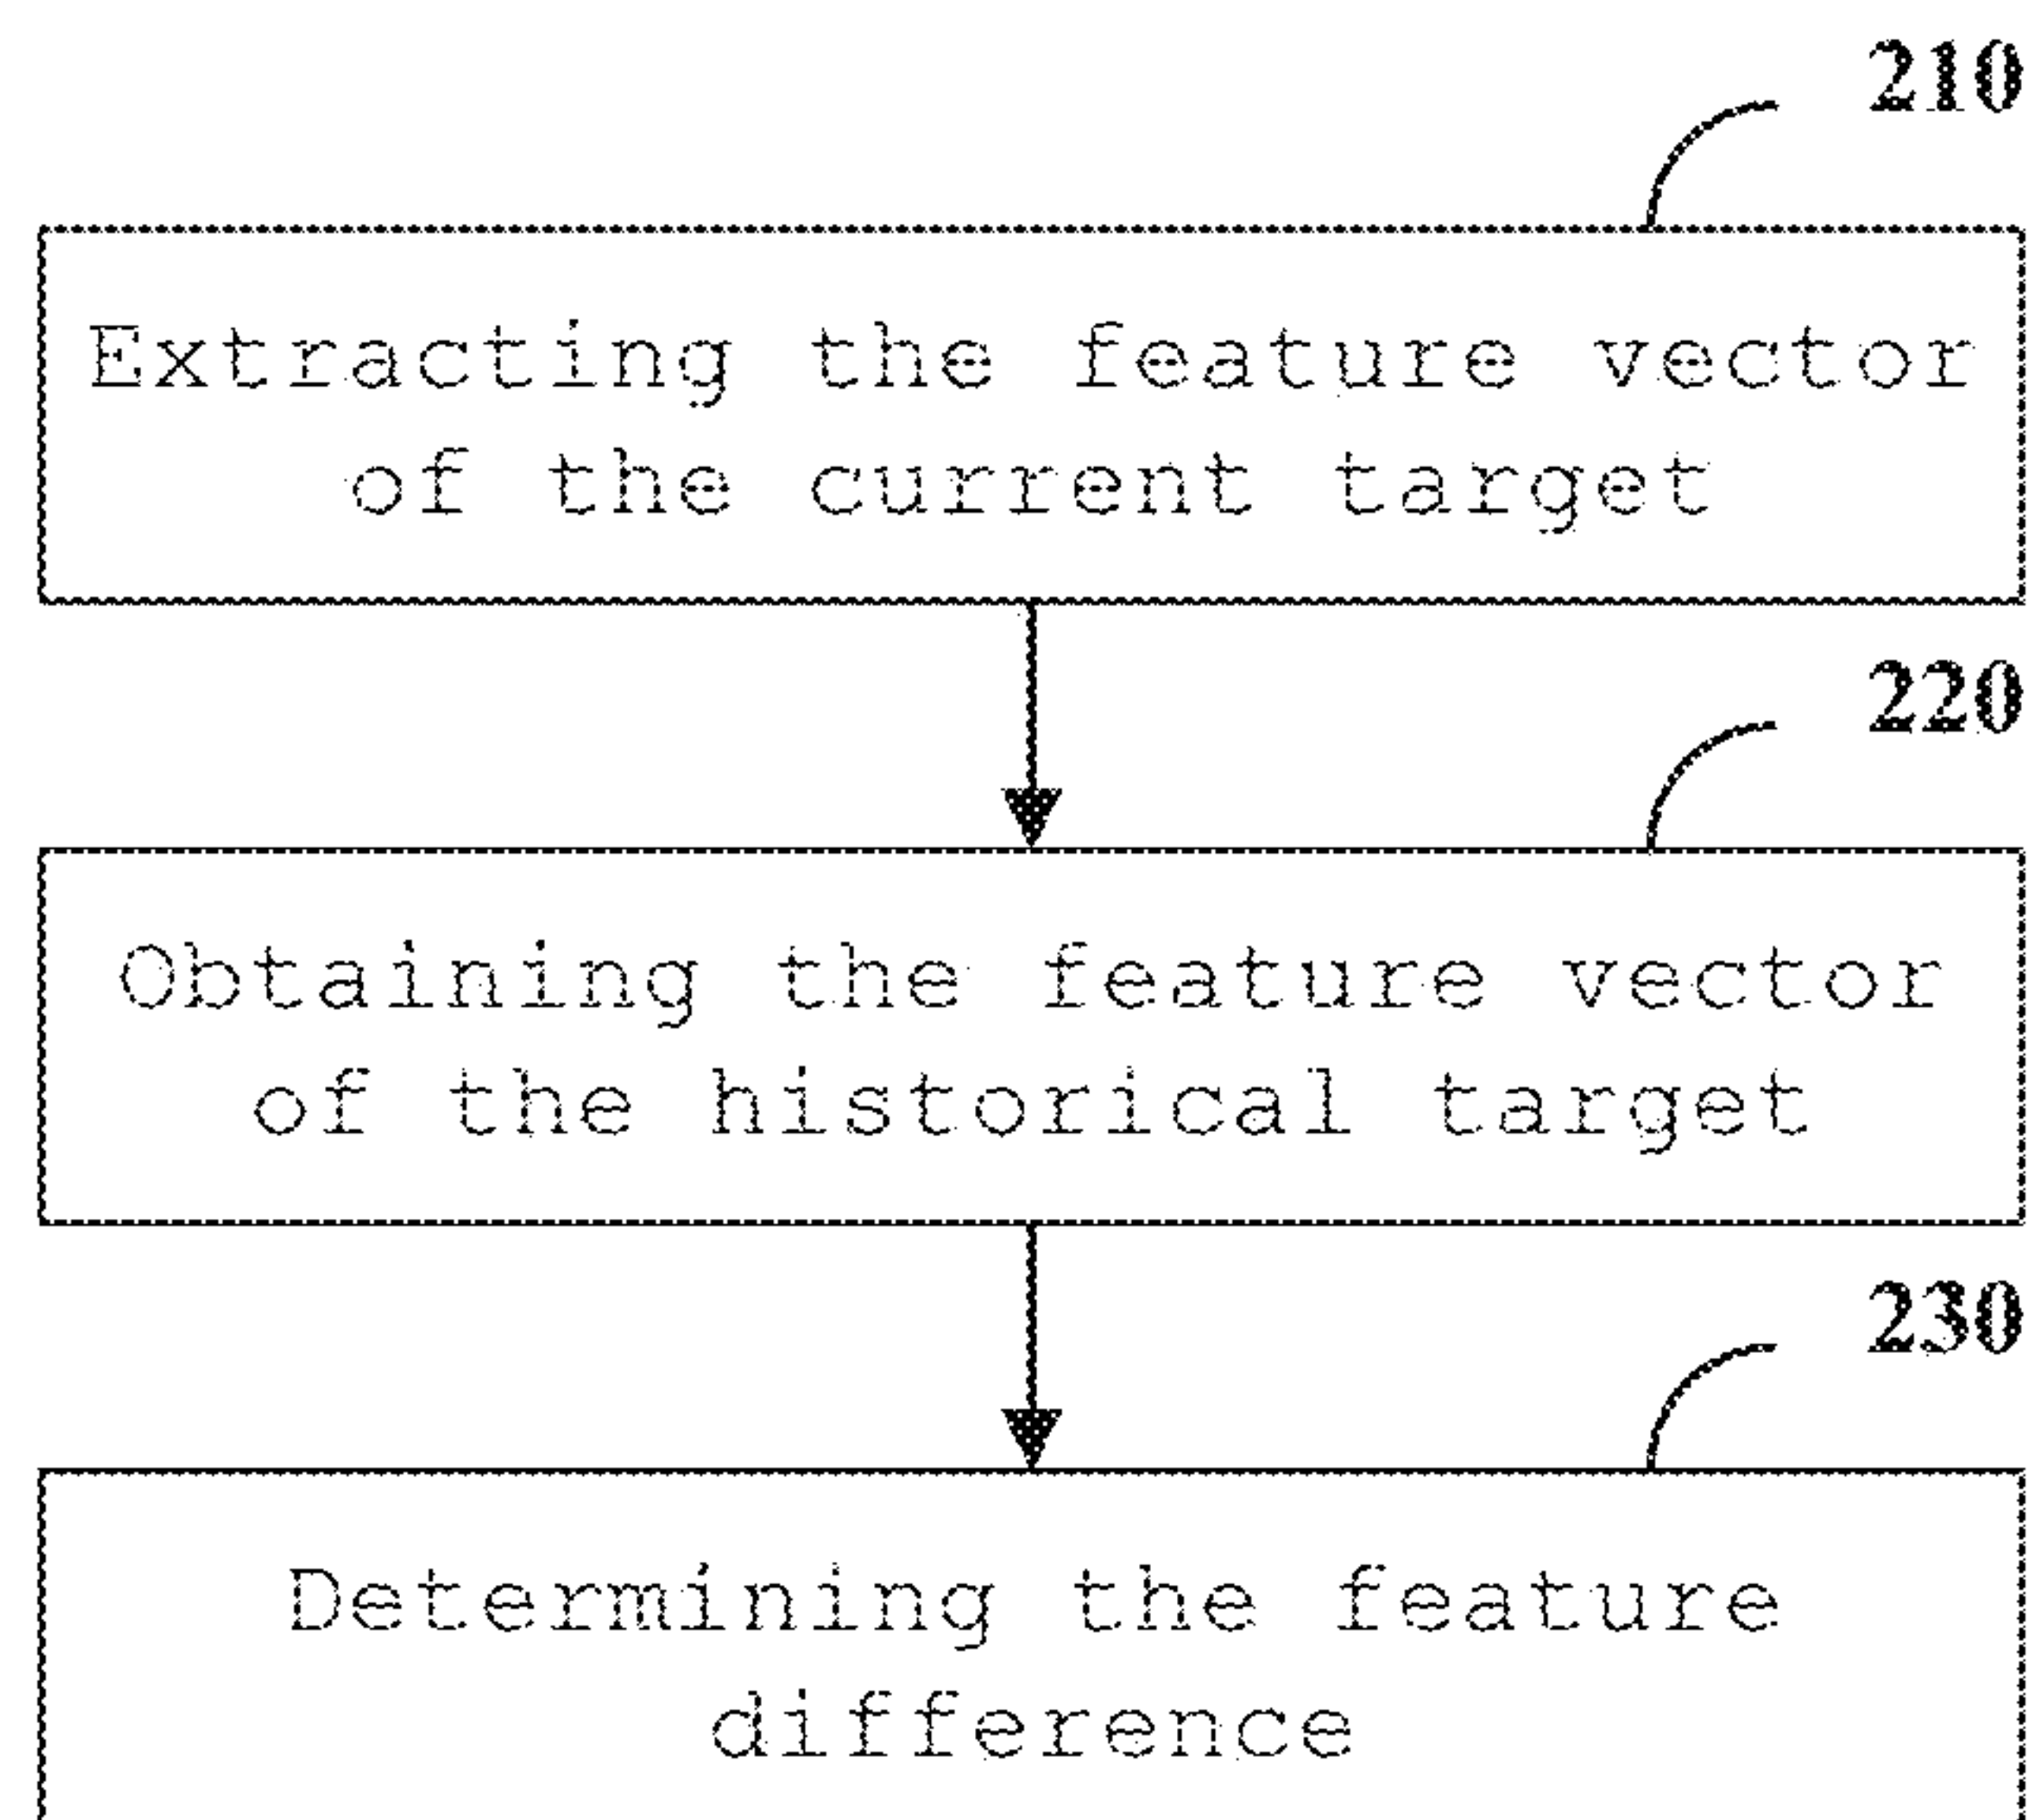 210
Extracting the feature vector
of the current target
220
Obtaining the feature vector
of the historical target
230
Determining the feature
difference